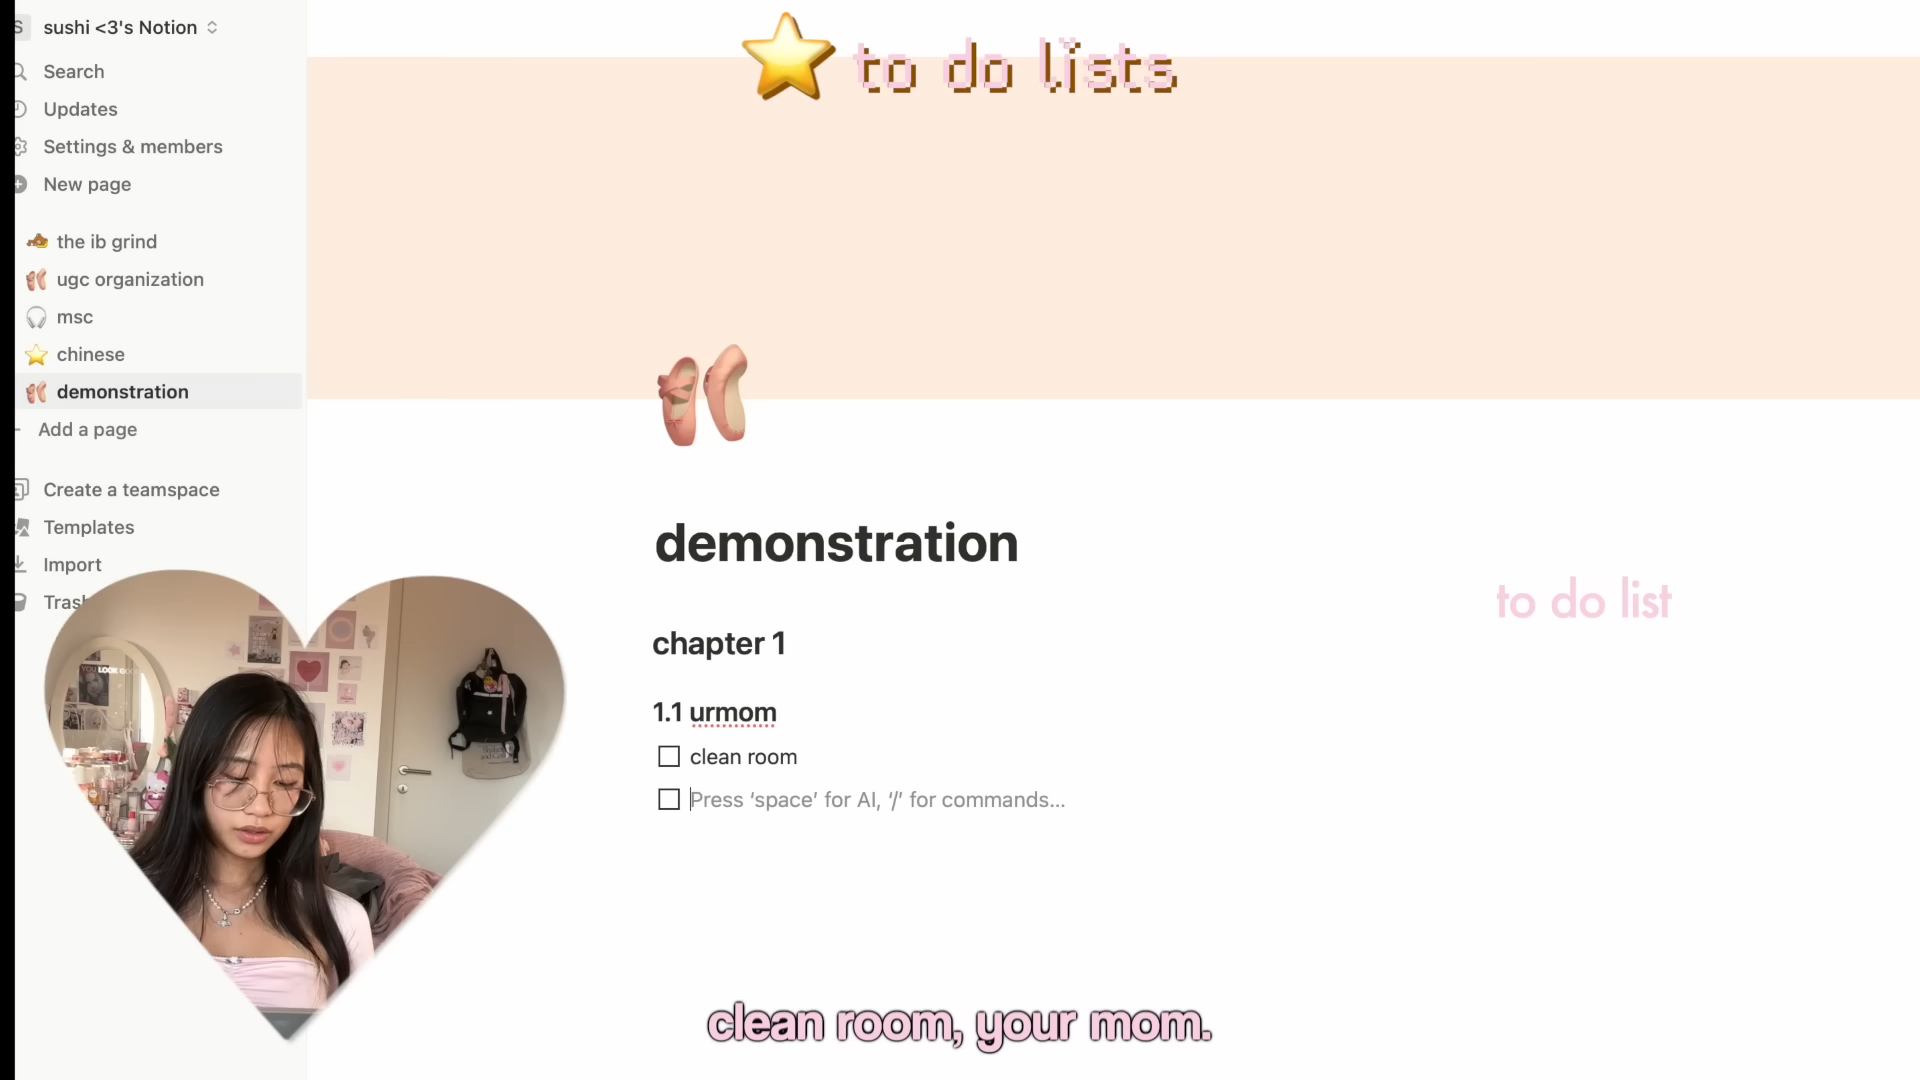 S sushi <3's Notion
Search
Updates
Settings & members
New page
the ib grind
ugc organization
msc
chinese
demonstration
Add a page
Create a teamspace
Templates
Import
to do lists
demonstration
chapter 1
1.1 urmom
clean room
Press ‘space’ for AI, ‘/’ for commands…
to do list
YOU LOOK
clean room, your mom.